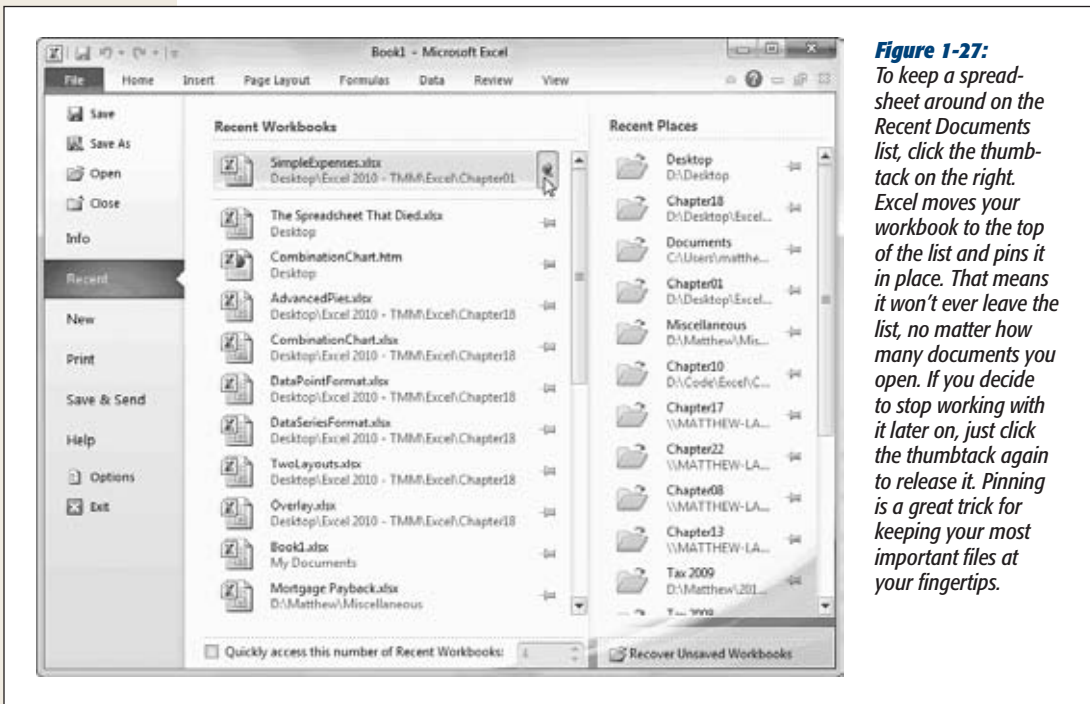 Book1 - Microsoft Excel
File Home Insert Page Layout Formulas Data Review View
Save
Save As
Open
Close
Info
Recent
New
Print
Save & Send
Help
Options
Exit
Recent Workbooks
SimpleExpenses.xlsx
Desktop\Excel 2010 - TMM\Excel\Chapter01
The Spreadsheet That Died.xlsx
Desktop
CombinationChart.htm
Desktop
AdvancedPies.xlsx
Desktop\Excel 2010 - TMM\Excel\Chapter18
CombinationChart.xlsx
Desktop\Excel 2010 - TMM\Excel\Chapter18
DataPointFormat.xlsx
Desktop\Excel 2010 - TMM\Excel\Chapter18
DataSeriesFormat.xlsx
Desktop\Excel 2010 - TMM\Excel\Chapter18
TwoLayouts.xlsx
Desktop\Excel 2010 - TMM\Excel\Chapter18
Overlay.xlsx
Desktop\Excel 2010 - TMM\Excel\Chapter18
Book1.xlsx
My Documents
Mortgage Payback.xlsx
D:\Matthew\Miscellaneous
Quickly access this number of Recent Workbooks: 4
Recent Places
Desktop
D:\Desktop
Chapter18
D:\Desktop\Excel...
Documents
C:\Users\matthe...
Chapter01
D:\Desktop\Excel...
Miscellaneous
D:\Matthew\Mis...
Chapter10
D:\Code\Excel\C...
Chapter17
\\MATTHEW-LA...
Chapter22
\\MATTHEW-LA...
Chapter08
\\MATTHEW-LA...
Chapter13
\\MATTHEW-LA...
Tax 2009
D:\Matthew\201...
Recover Unsaved Workbooks
Figure 1-27:
To keep a spread-
sheet around on the
Recent Documents
list, click the thumb-
tack on the right.
Excel moves your
workbook to the top
of the list and pins it
in place. That means
it won't ever leave the
list, no matter how
many documents you
open. If you decide
to stop working with
it later on, just click
the thumbtack again
to release it. Pinning
is a great trick for
keeping your most
important files at
your fingertips.